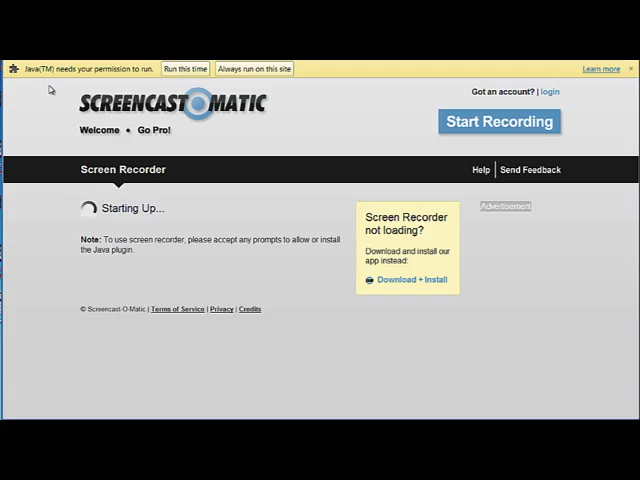 Java(TM) needs your permission to run. Run this time Always run on this site Learn more ×
Got an account? | login
SCREENCAST O MATIC
Start Recording
Welcome • Go Pro!
Screen Recorder Help | Send Feedback
Starting Up...
Note: To use screen recorder, please accept any prompts to allow or install
the Java plugin.
Screen Recorder
not loading?
Download and install our
app instead:
Download + Install
Advertisement
© Screencast-O-Matic | Terms of Service | Privacy | Credits